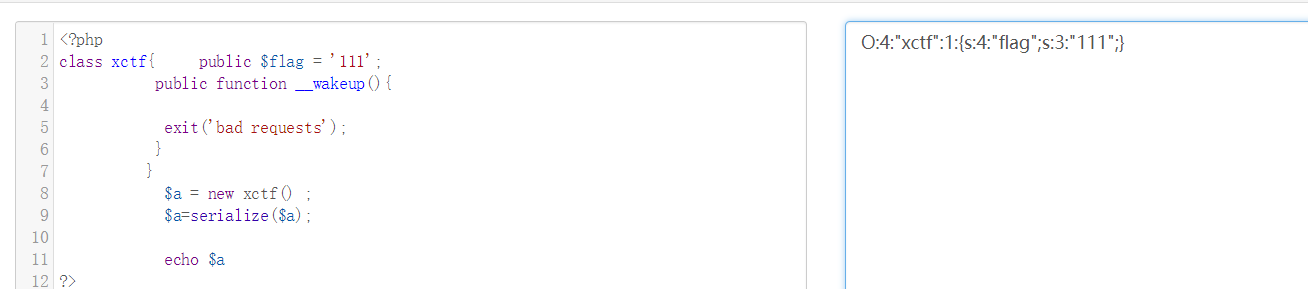 1 <?php
2 class xctf{     public $flag = '111';
3           public function __wakeup(){
4
5            exit('bad requests');
6           }
7          }
8            $a = new xctf() ;
9            $a=serialize($a);
10
11            echo $a
12 ?>
O:4:"xctf":1:{s:4:"flag";s:3:"111";}